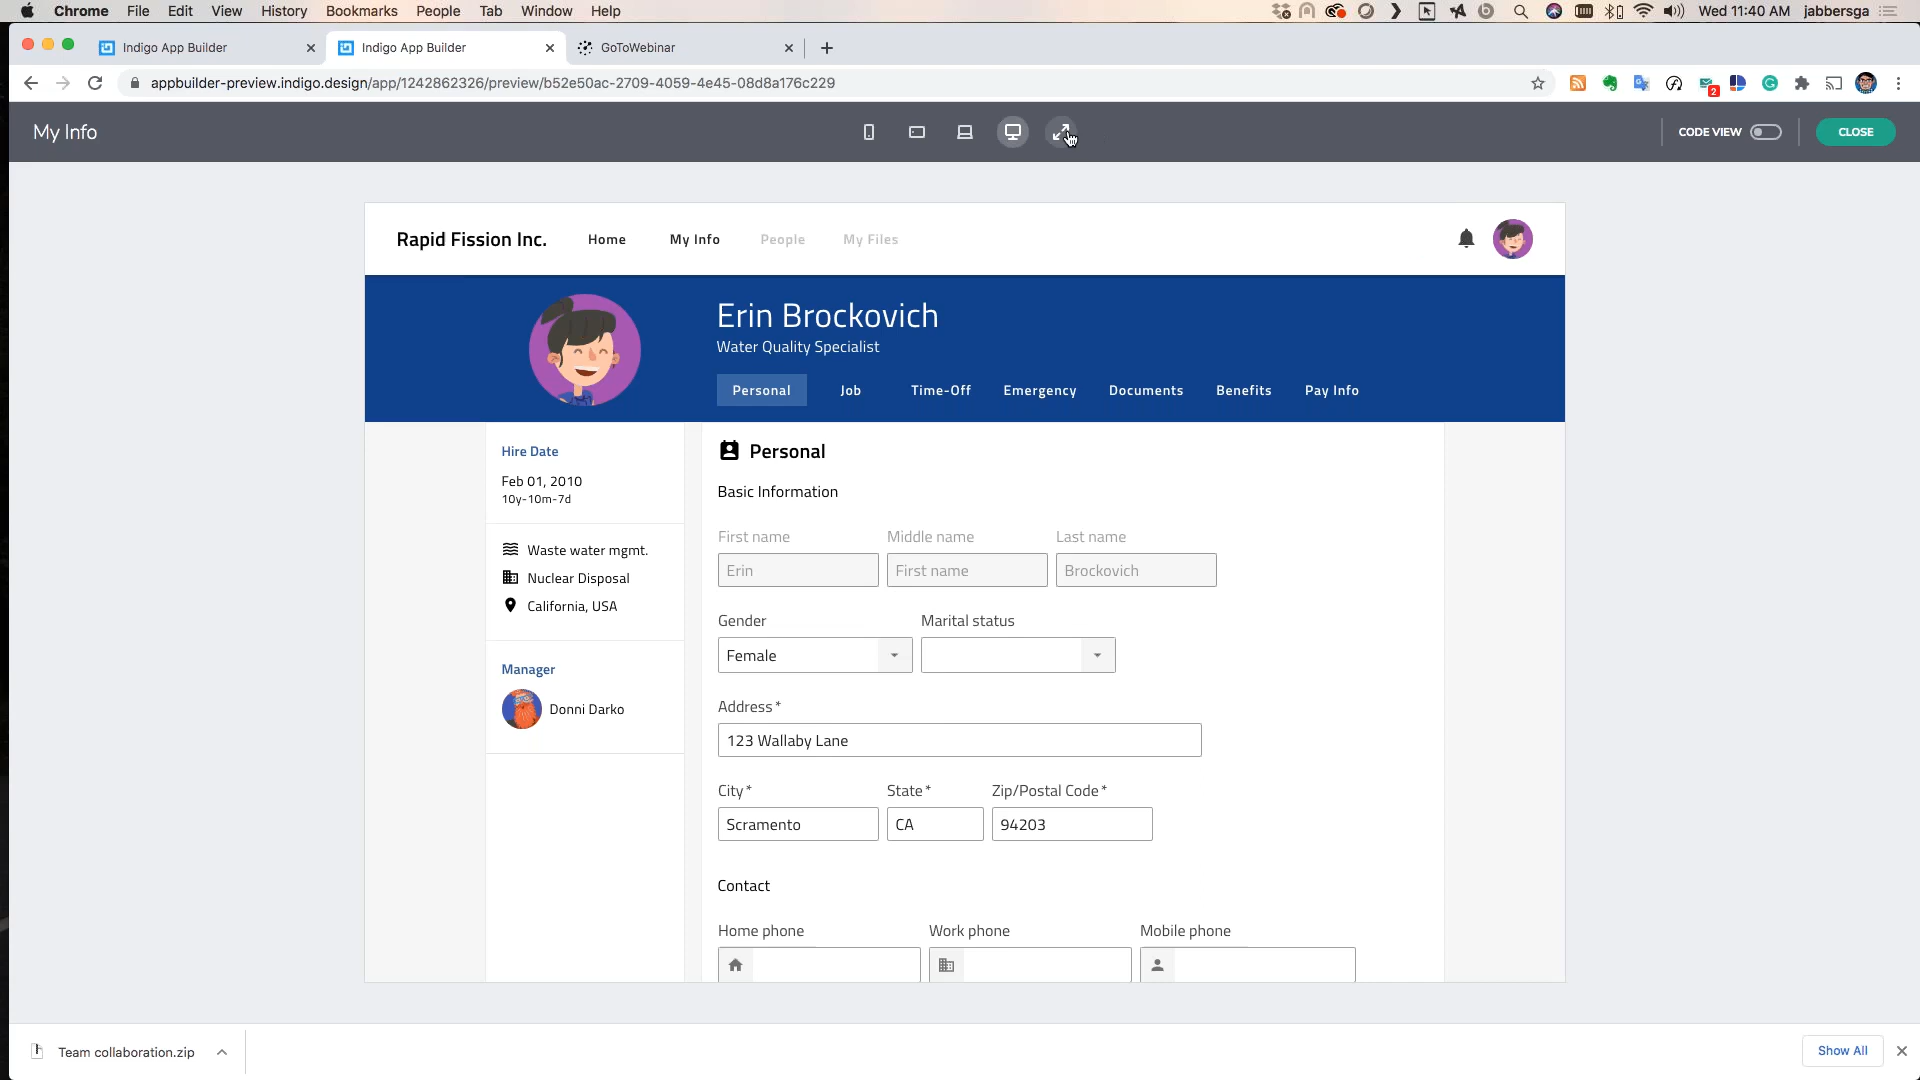 Chrome File Edit View History Bookmarks People Tab Window Help Wed 11:40 AM jabbersga
Indigo App Builder Indigo App Builder GoToWebinar
appbuilder-preview.indigo.design/app/1242862326/preview/b52e50ac-2709-4059-4e45-08d8a176c229 2
My Info CODE VIEW CLOSE
Rapid Fission Inc. Home My Info People My Files
Erin Brockovich
Water Quality Specialist
Personal Job Time-Off Emergency Documents Benefits Pay Info
Hire Date
Feb 01, 2010
10y-10m-7d
Waste water mgmt.
Nuclear Disposal
California, USA
Manager
Donni Darko
Personal
Basic Information
First name Middle name Last name
Erin First name Brockovich
Gender Marital status
Female
Address*
123 Wallaby Lane
City* State* Zip/Postal Code*
Scramento CA 94203
Contact
Home phone Work phone Mobile phone
Team collaboration.zip Show All